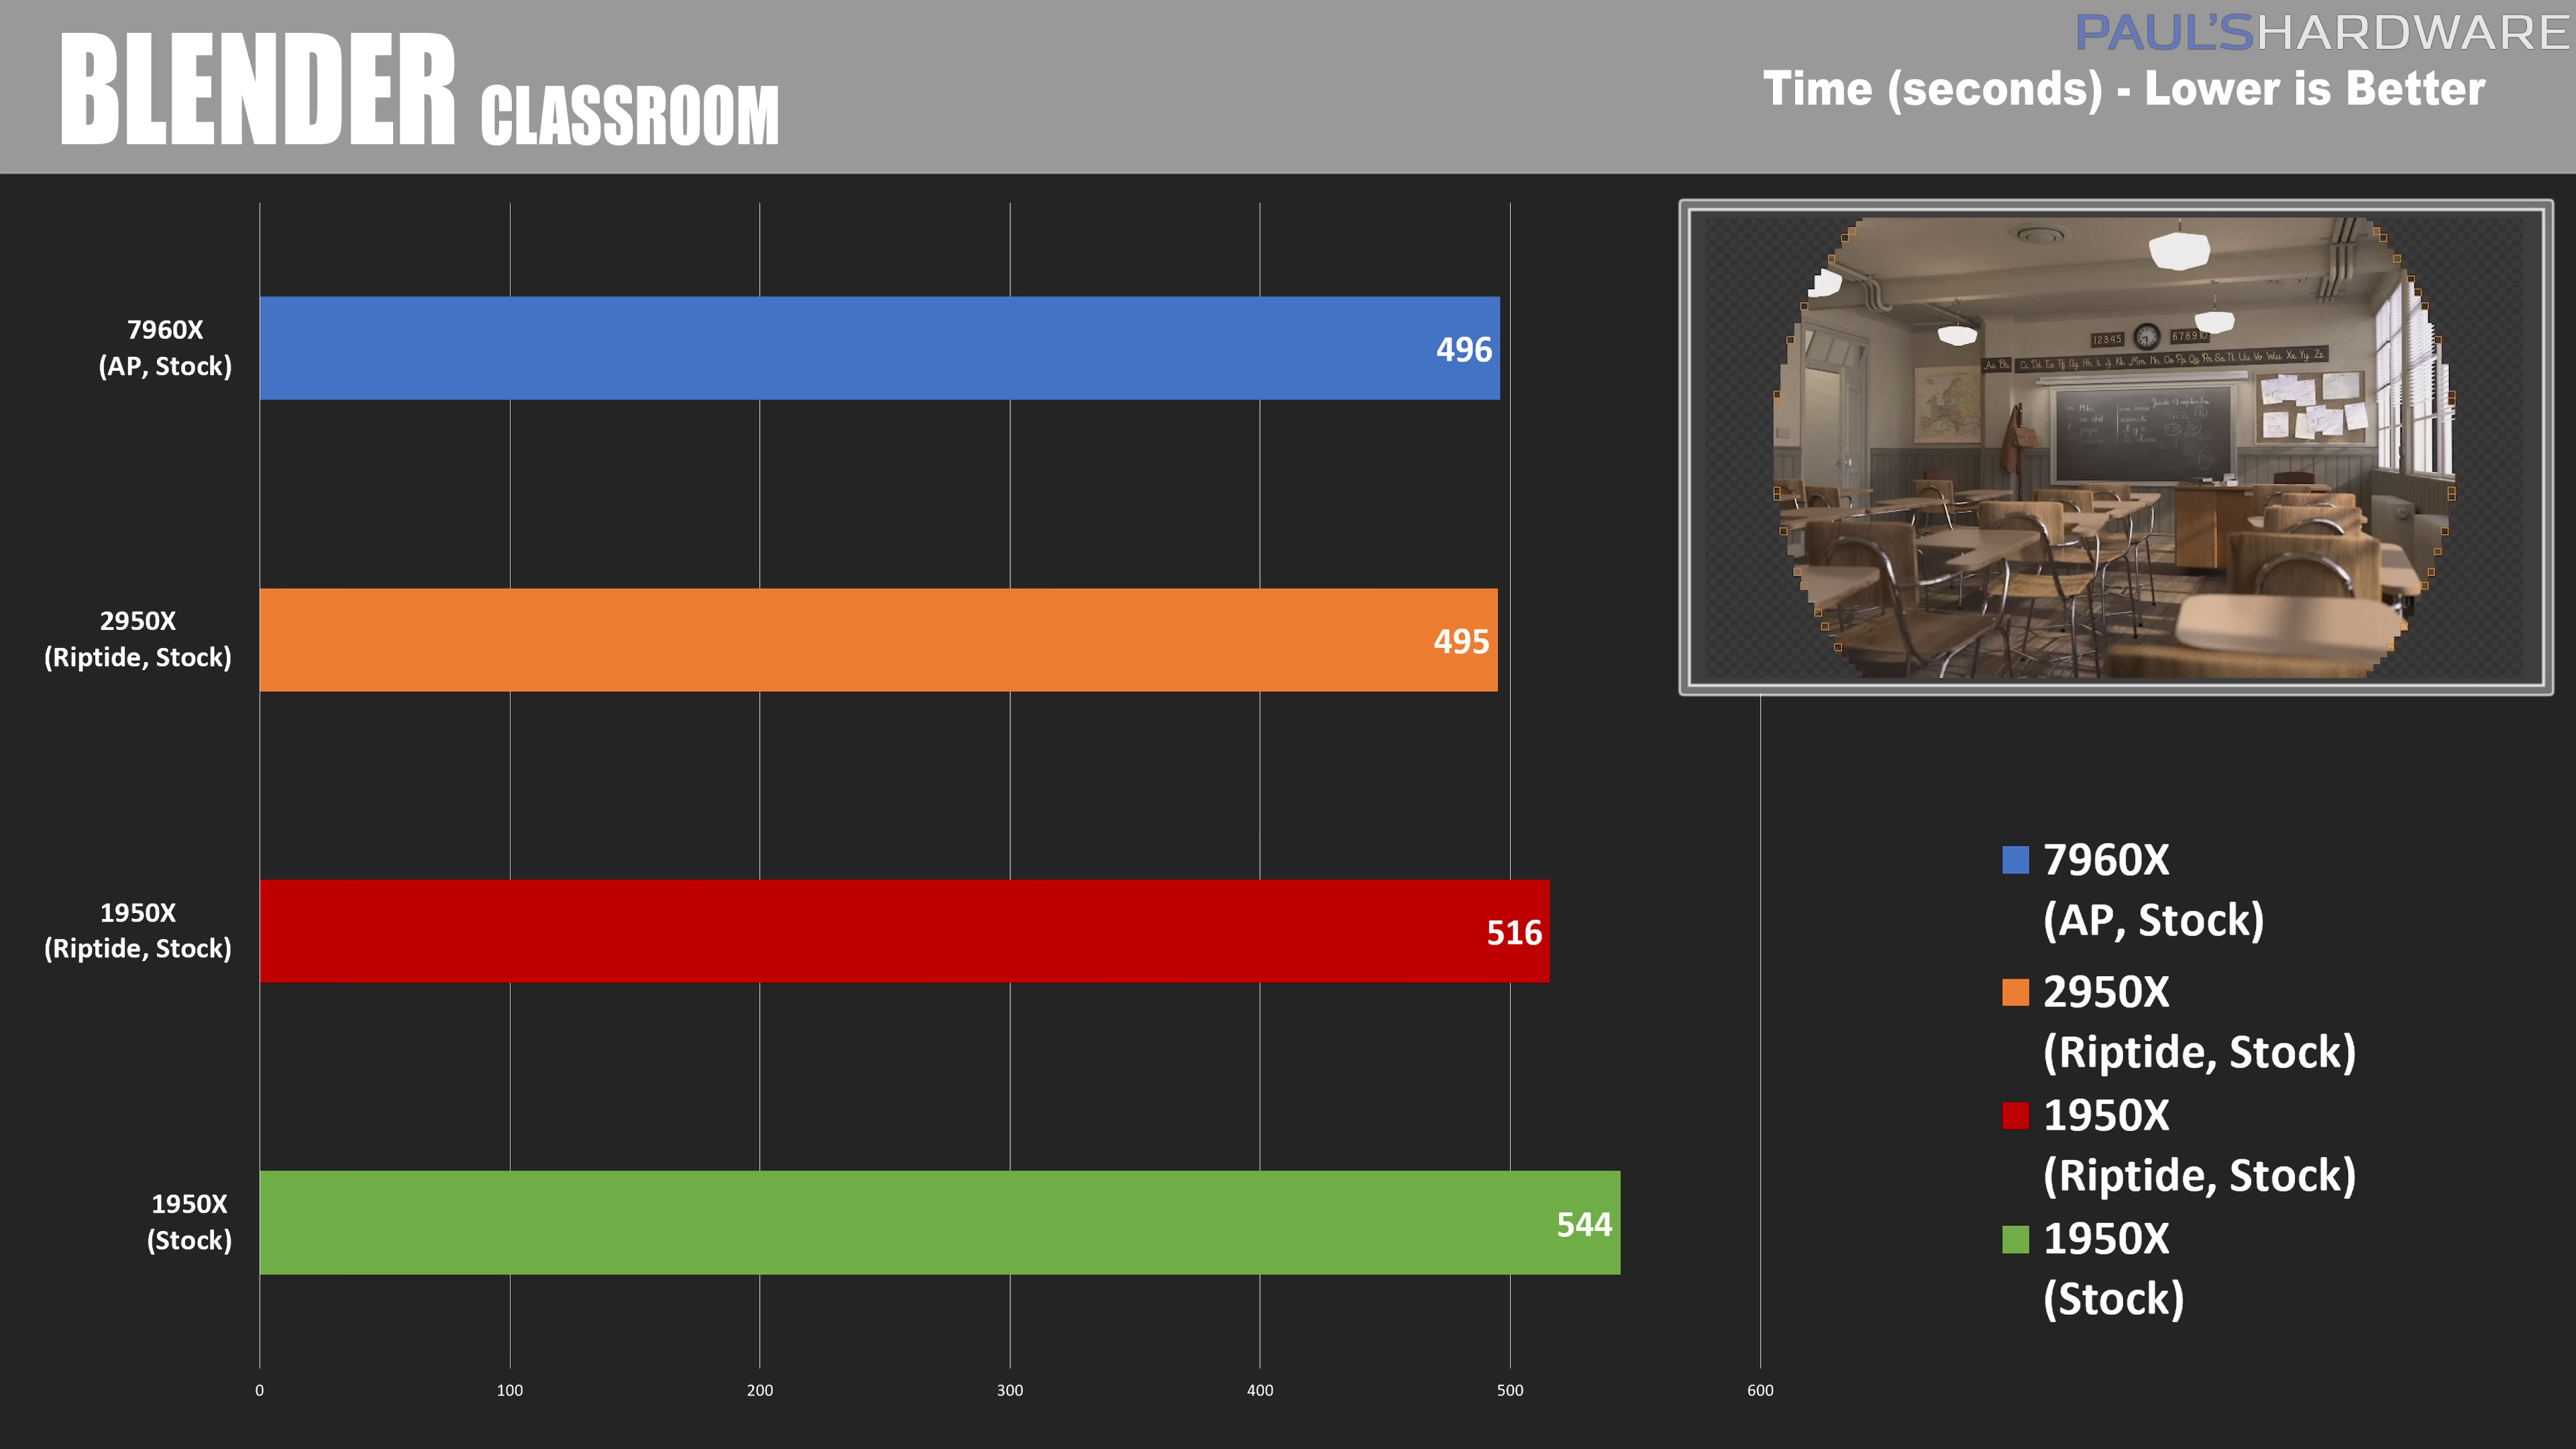 BLENDER CLASSROOM
PAUL'SHARDWARE
Time (seconds) - Lower is Better
7960X
(AP, Stock)
496
2950X
(Riptide, Stock)
495
1950X
(Riptide, Stock)
516
1950X
(Stock)
544
0 100 200 300 400 500 600
12345 678910
7960X
(AP, Stock)
2950X
(Riptide, Stock)
1950X
(Riptide, Stock)
1950X
(Stock)